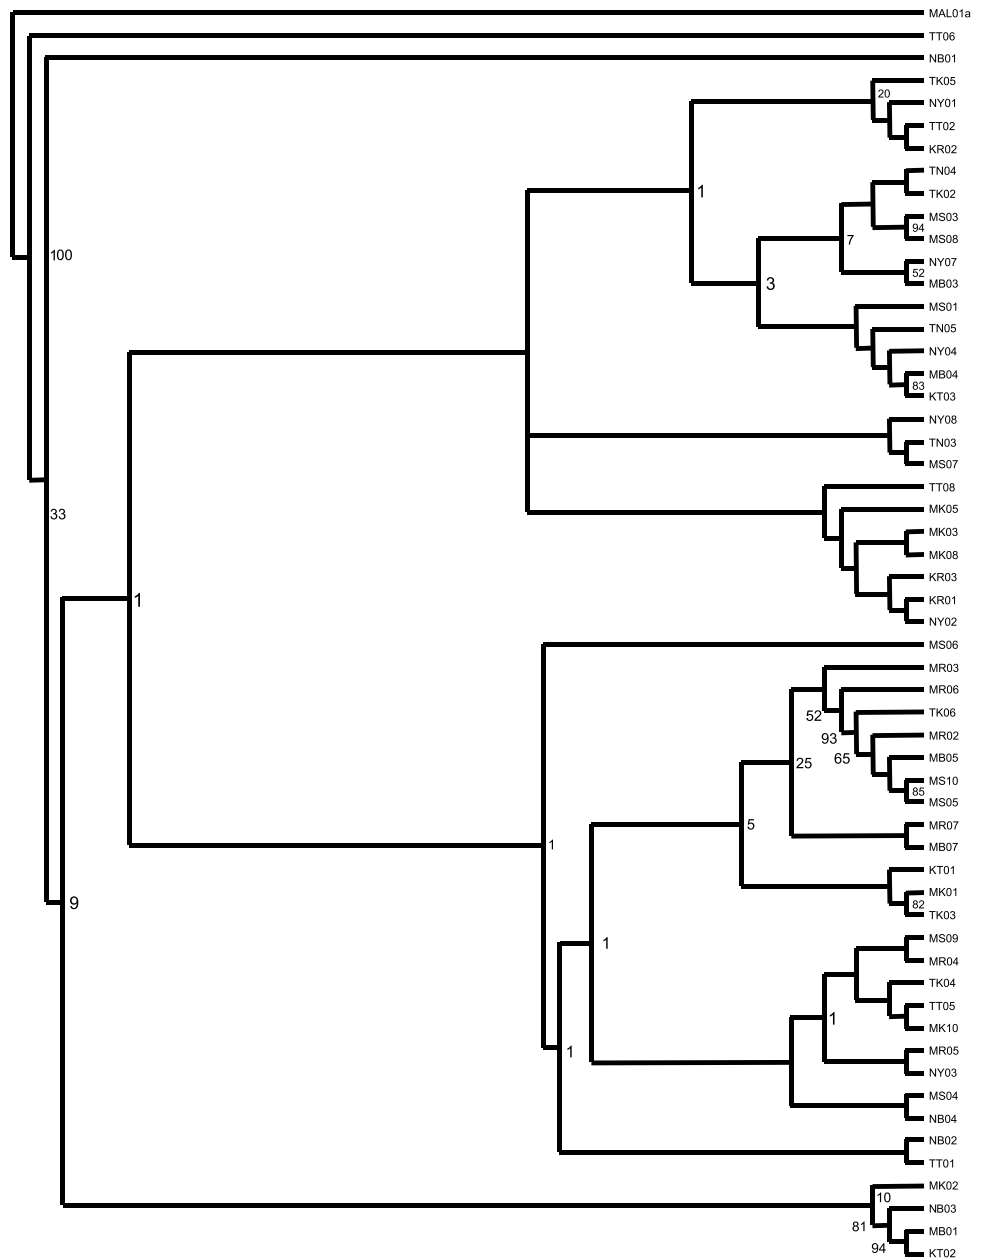 MAL01a
TT06
NB01
TK05
20
NY01
TT02
KR02
TN04
TK02
1
MS03
94
MS08
7
100
NY07
52
MB03
3
MS01
TN05
NY04
MB04
83
KT03
NY08
TN03
MS07
TT08
MK05
33
MK03
MK08
KR03
1
KR01
NY02
MS06
MR03
MR06
52
TK06
93
MR02
65
MB05
25
MS10
85
MS05
5
MR07
1
MB07
KT01
MK01
9
82
TK03
MS09
1
MR04
TK04
TT05
1
MK10
MR05
1
NY03
MS04
NB04
NB02
TT01
MK02
10
NB03
81
MB01
94
KT02